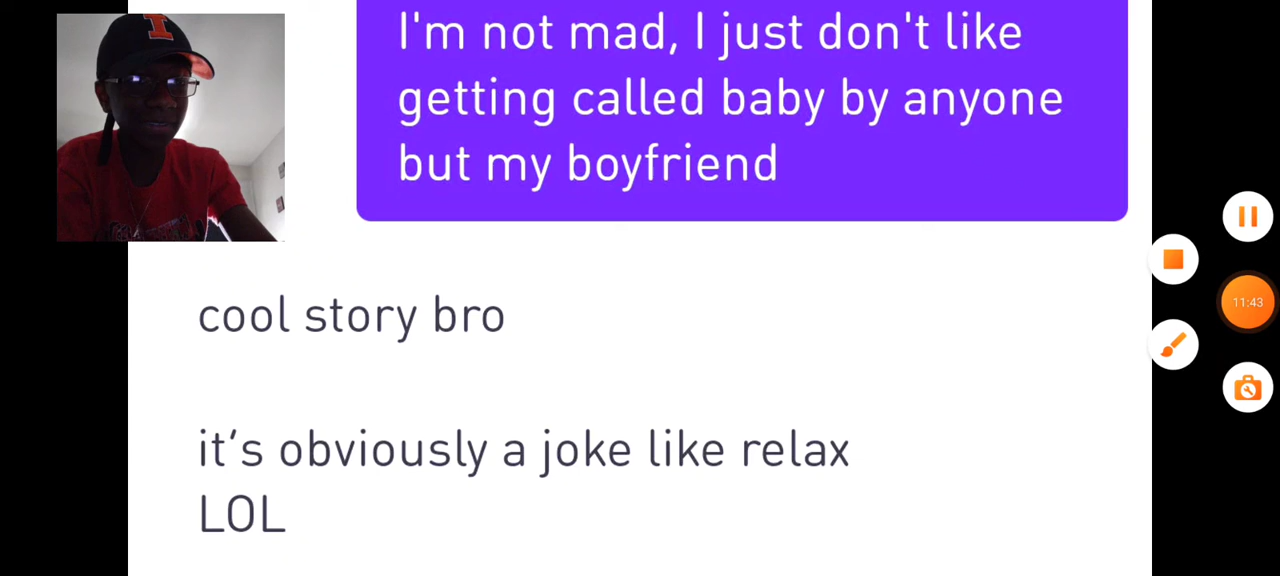 I
I'm not mad, I just don't like
getting called baby by anyone
but my boyfriend
cool story bro
it's obviously a joke like relax
LOL
11:43